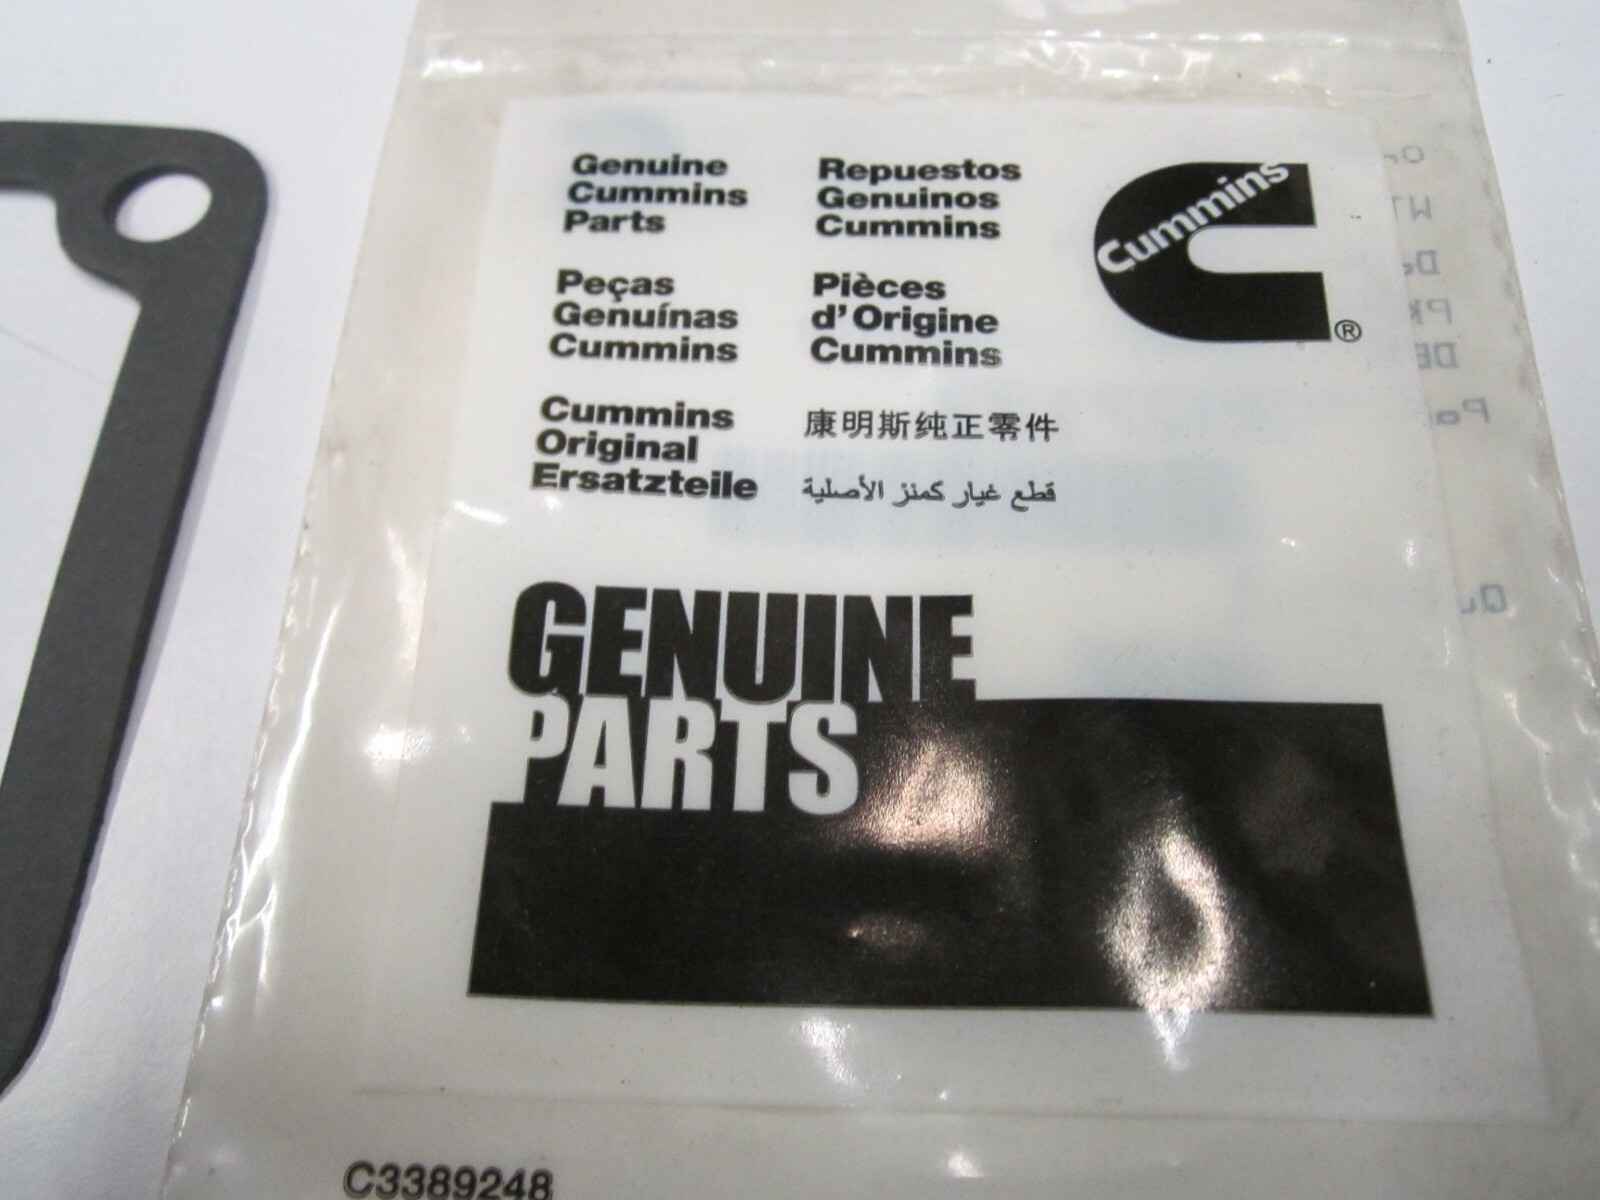 Genuine
Cummins
Parts
Repuestos
Genuinos
Cummins
Peças
Genuínas
Cummins
Pièces
d'Origine
Cummins
Cummins
Original
Ersatzteile
康明斯纯正零件
قطع غيار كمنز الأصلية
Cummins
®
GENUINE
PARTS
C3389248